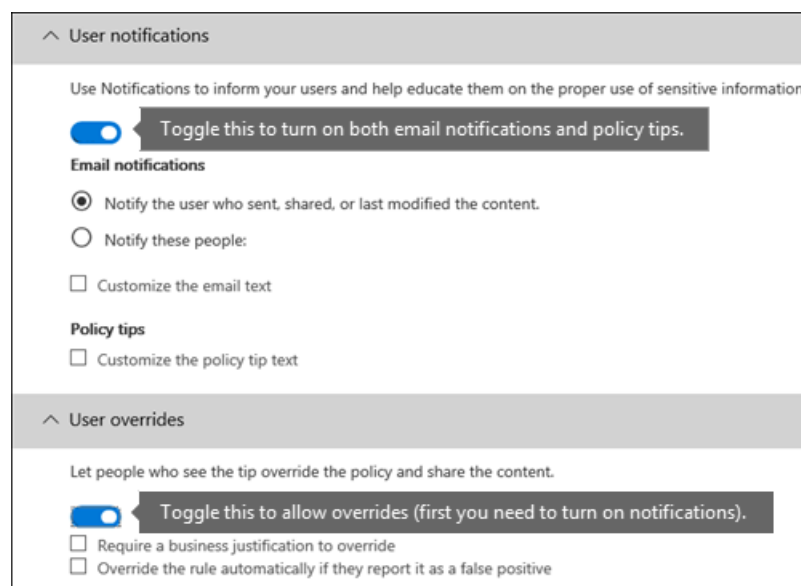 User notifications
Use Notifications to inform your users and help educate them on the proper use of sensitive information
Toggle this to turn on both email notifications and policy tips.
Email notifications
Notify the user who sent, shared, or last modified the content.
Notify these people:
Customize the email text
Policy tips
Customize the policy tip text
User overrides
Let people who see the tip override the policy and share the content.
Toggle this to allow overrides (first you need to turn on notifications).
Require a business justification to override
Override the rule automatically if they report it as a false positive